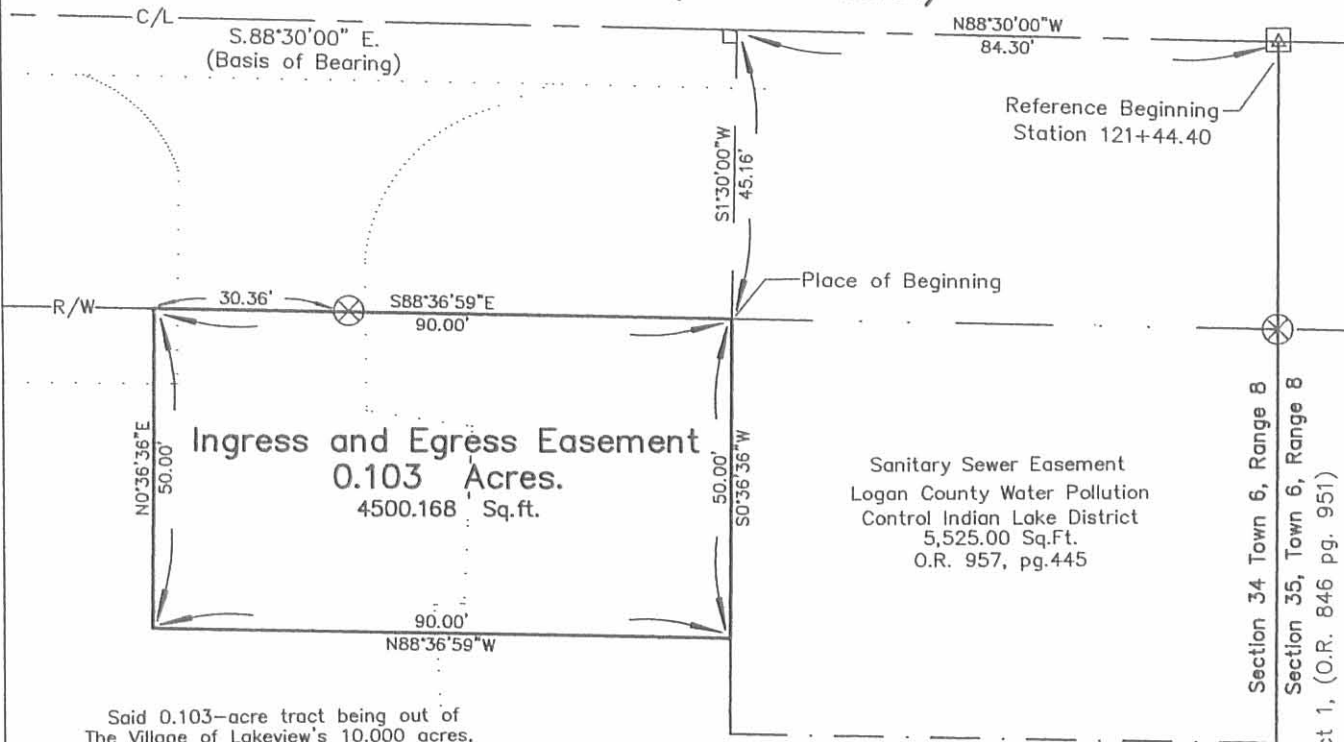 C/L
S.88°30'00" E.
(Basis of Bearing)
N88°30'00"W
84.30'
Reference Beginning
Station 121+44.40
S1°30'00"W
45.16'
Place of Beginning
R/W
30.36'
S88°36'59"E
90.00'
N0°36'36"E
50.00'
Ingress and Egress Easement
0.103 Acres.
4500.168 Sq.ft.
50.00'
S0°36'36"W
Sanitary Sewer Easement
Logan County Water Pollution
Control Indian Lake District
5,525.00 Sq.Ft.
O.R. 957, pg.445
Section 34 Town 6, Range 8
Section 35, Town 6, Range 8
1, (O.R. 846 pg. 951)
90.00'
N88°36'59"W
Said 0.103-acre tract being out of
The Village of Lakeview's 10.000 acres.